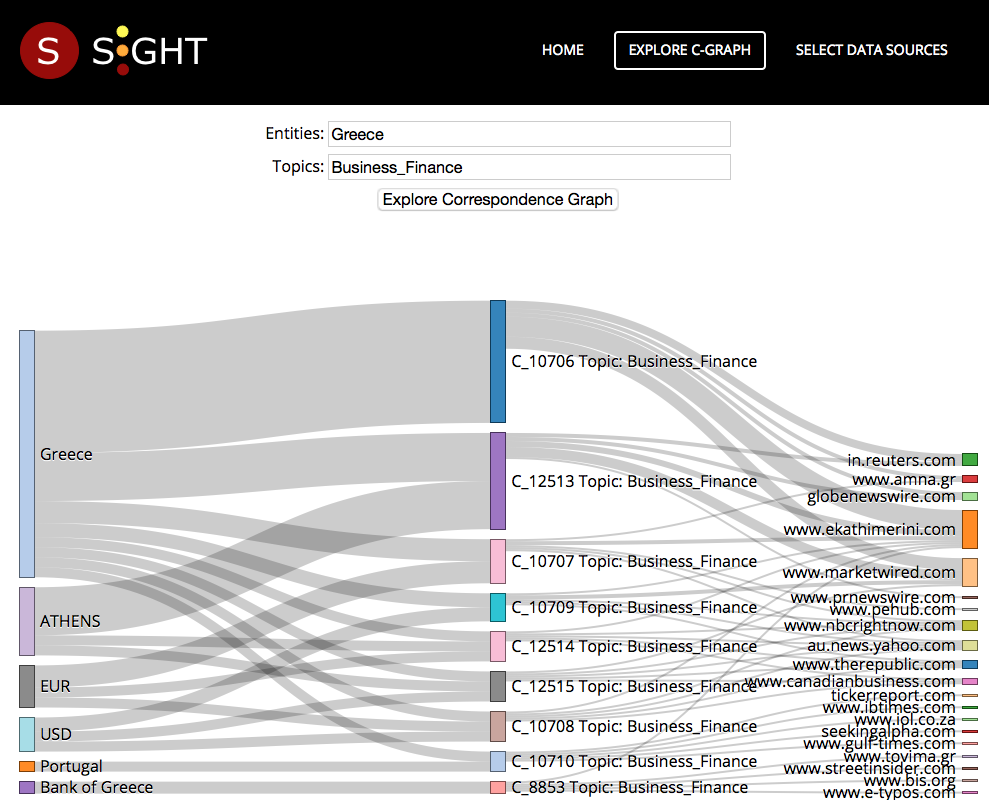 S SiGHT HOME EXPLORE C-GRAPH SELECT DATA SOURCES
Entities: Greece
Topics: Business_Finance
Explore Correspondence Graph
Greece
ATHENS
EUR
USD
Portugal
Bank of Greece
C_10706 Topic: Business_Finance
C_12513 Topic: Business_Finance
C_10707 Topic: Business_Finance
C_10709 Topic: Business_Finance
C_12514 Topic: Business_Finance
C_12515 Topic: Business_Finance
C_10708 Topic: Business_Finance
C_10710 Topic: Business_Finance
C_8853 Topic: Business_Finance
in.reuters.com
www.amna.gr
globenewswire.com
www.ekathimerini.com
www.marketwired.com
www.prnewswire.com
www.pehub.com
www.nbcrightnow.com
au.news.yahoo.com
www.therepublic.com
www.canadianbusiness.com
tickerreport.com
www.ibtimes.com
www.iol.co.za
seekingalpha.com
www.gulf-times.com
www.tovima.gr
www.streetinsider.com
www.bis.org
www.e-typos.com